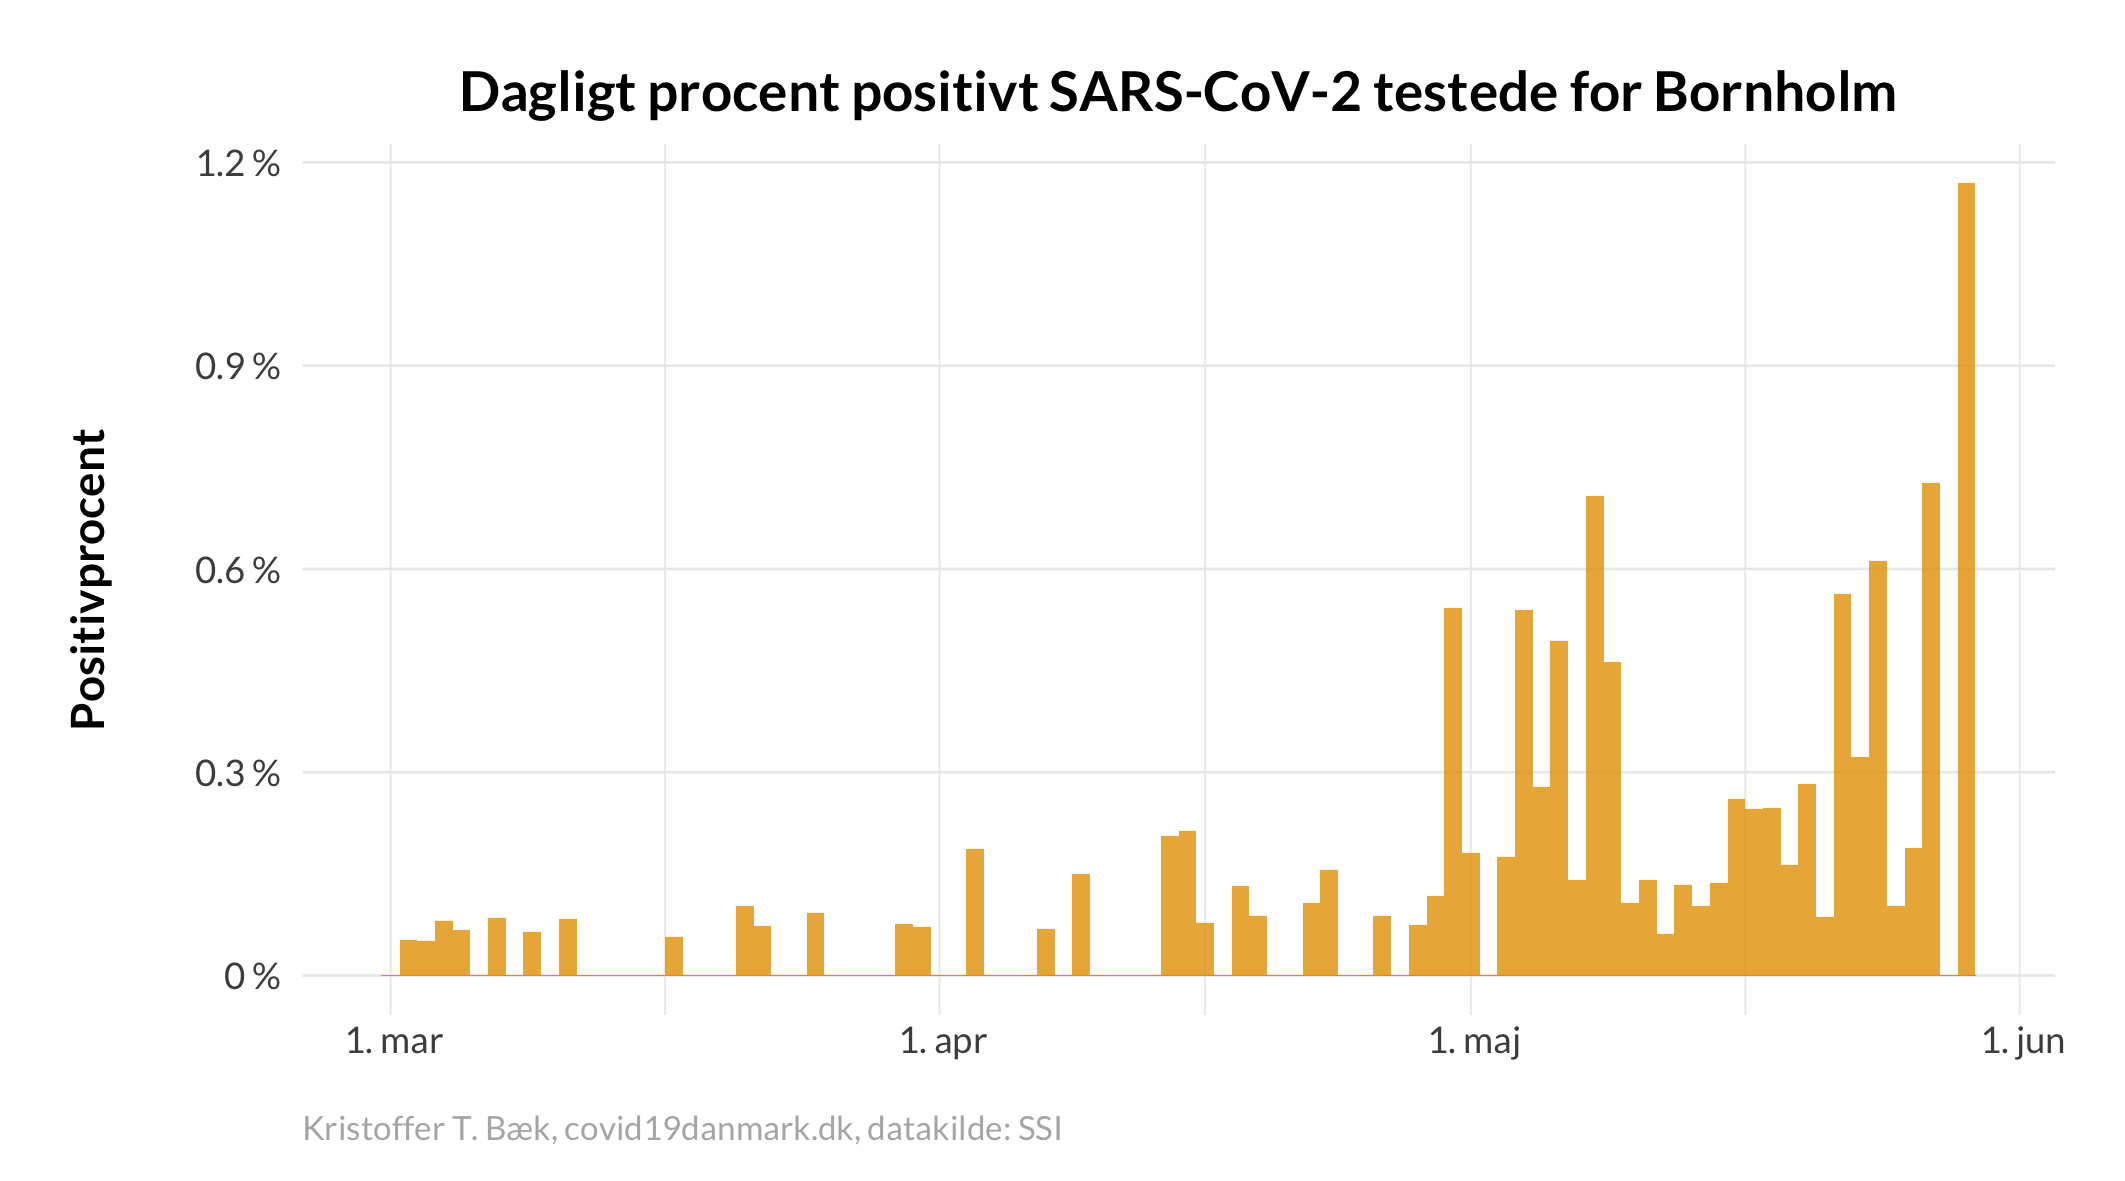 Dagligt procent positivt SARS-CoV-2 testede for Bornholm
1.2 %
0.9 %
0.6 %
0.3 %
0 %
Positivprocent
1. mar
1. apr
1. maj
1. jun
Kristoffer T. Bæk, covid19danmark.dk, datakilde: SSI